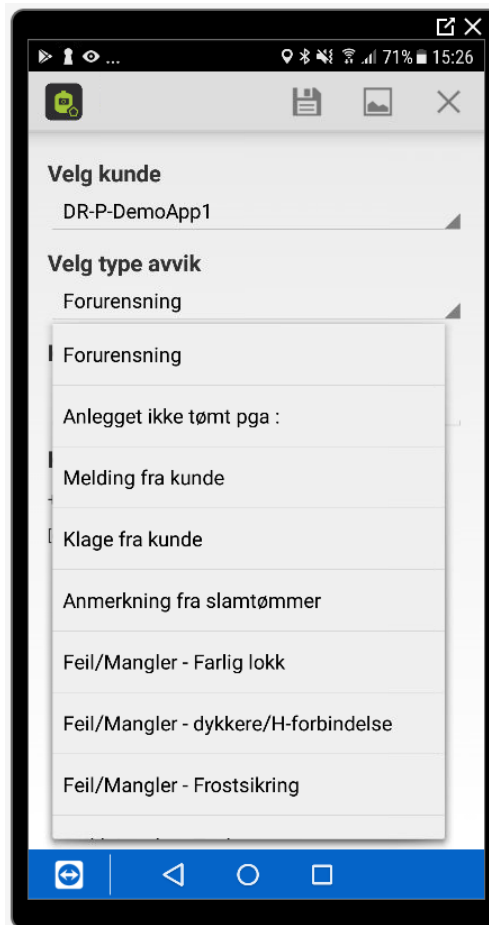 71% 15:26
Velg kunde
DR-P-DemoApp1
Velg type avvik
Forurensning
Forurensning
Anlegget ikke tømt pga :
Melding fra kunde
Klage fra kunde
Anmerkning fra slamtømmer
Feil/Mangler - Farlig lokk
Feil/Mangler - dykkere/H-forbindelse
Feil/Mangler - Frostsikring